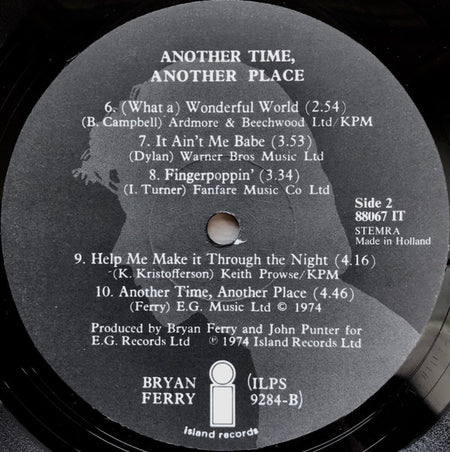 ANOTHER TIME,
ANOTHER PLACE
6. (What a) Wonderful World (2.54)
(B. Campbell) Ardmore & Beechwood Ltd/KPM
7. It Ain't Me Babe (3.53)
(Dylan) Warner Bros Music Ltd
8. Fingerpoppin' (3.34)
(I. Turner) Fanfare Music Co Ltd
Side 2
88067 IT
STEMRA
Made in Holland
9. Help Me Make it Through the Night (4.16)
(K. Kristofferson) Keith Prowse/KPM
10. Another Time, Another Place (4.46)
(Ferry) E.G. Music Ltd © 1974
Produced by Bryan Ferry and John Punter for
E.G. Records Ltd ℗ 1974 Island Records Ltd
BRYAN
FERRY
i
island records
(ILPS
9284-B)